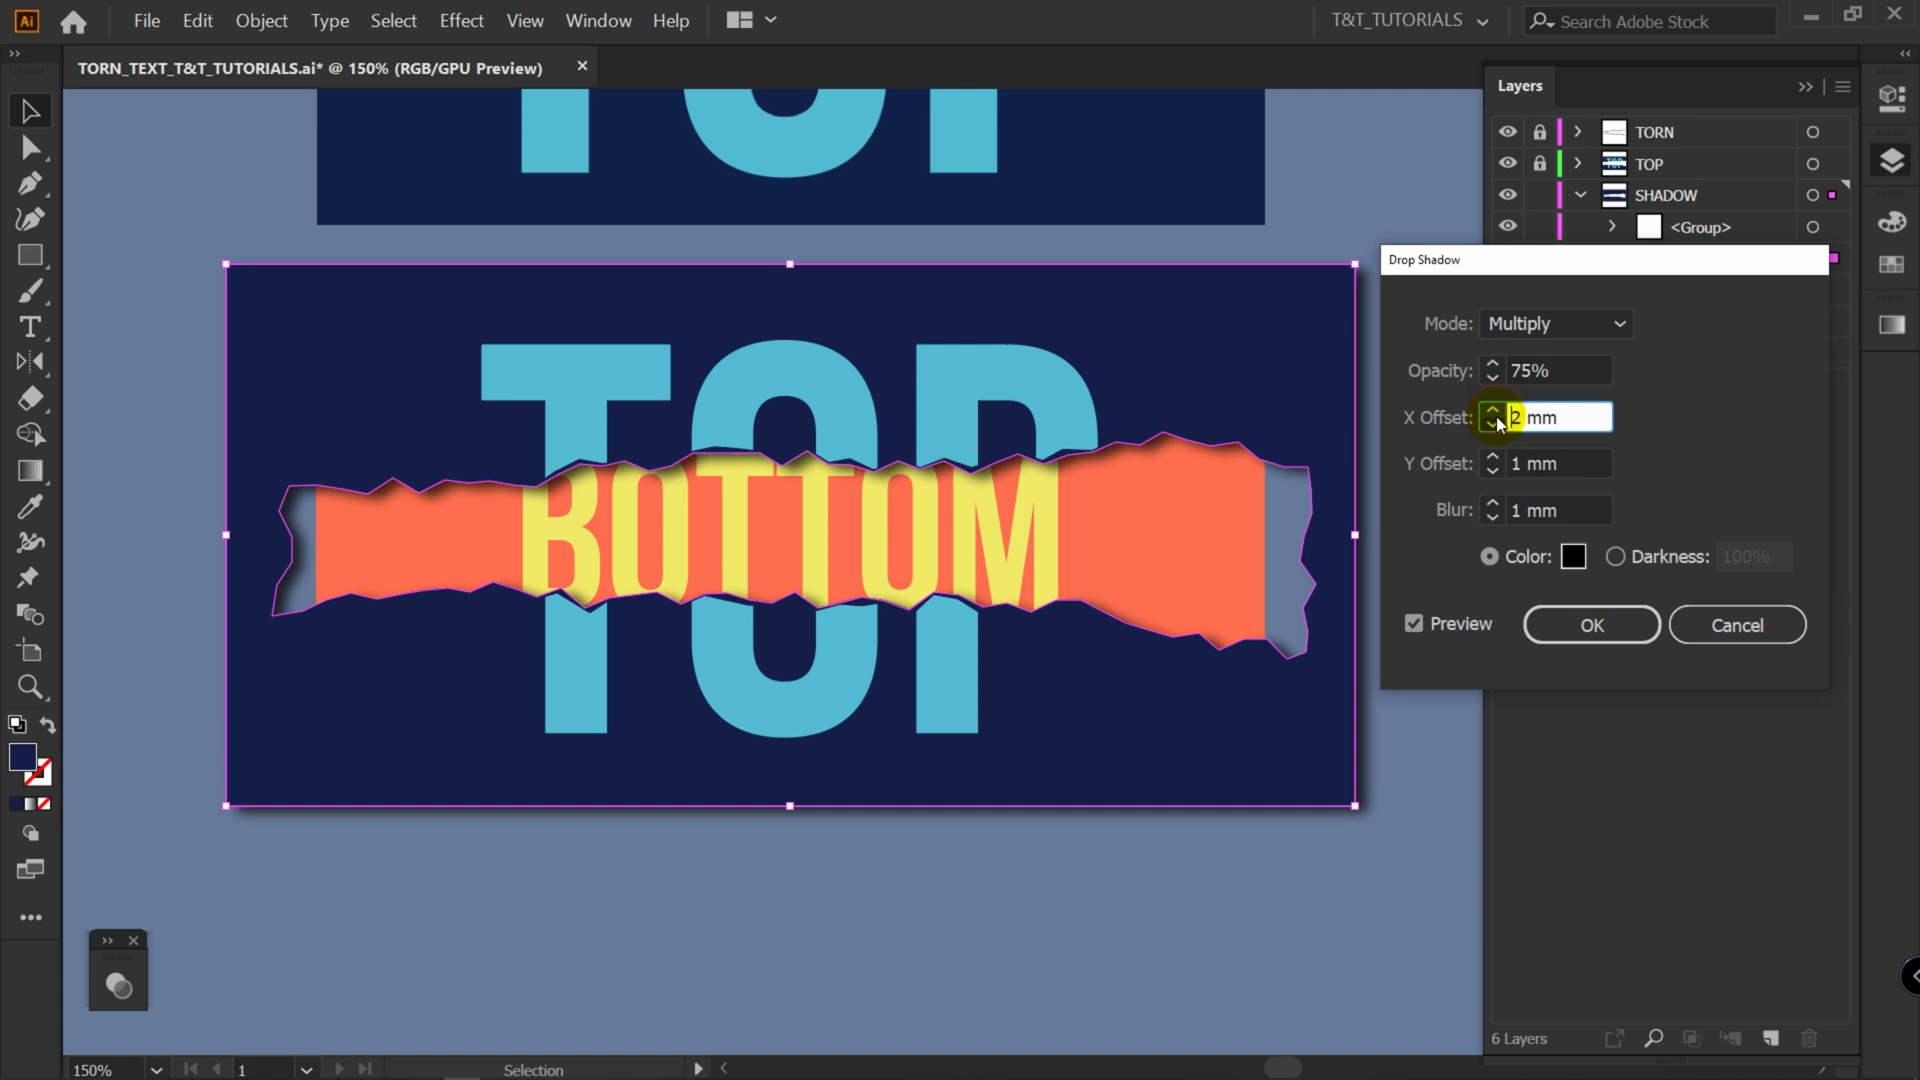 Ai File Edit Object Type Select Effect View Window Help T&T_TUTORIALS Search Adobe Stock
TORN_TEXT_T&T_TUTORIALS.ai* @ 150% (RGB/GPU Preview)
Layers
TORN
TOP
SHADOW
<Group>
TOP
TOP
BOTTOM
Drop Shadow
Mode: Multiply
Opacity: 75%
X Offset: 2 mm
Y Offset: 1 mm
Blur: 1 mm
Color: Darkness: 100%
Preview OK Cancel
6 Layers
150% 1 Selection